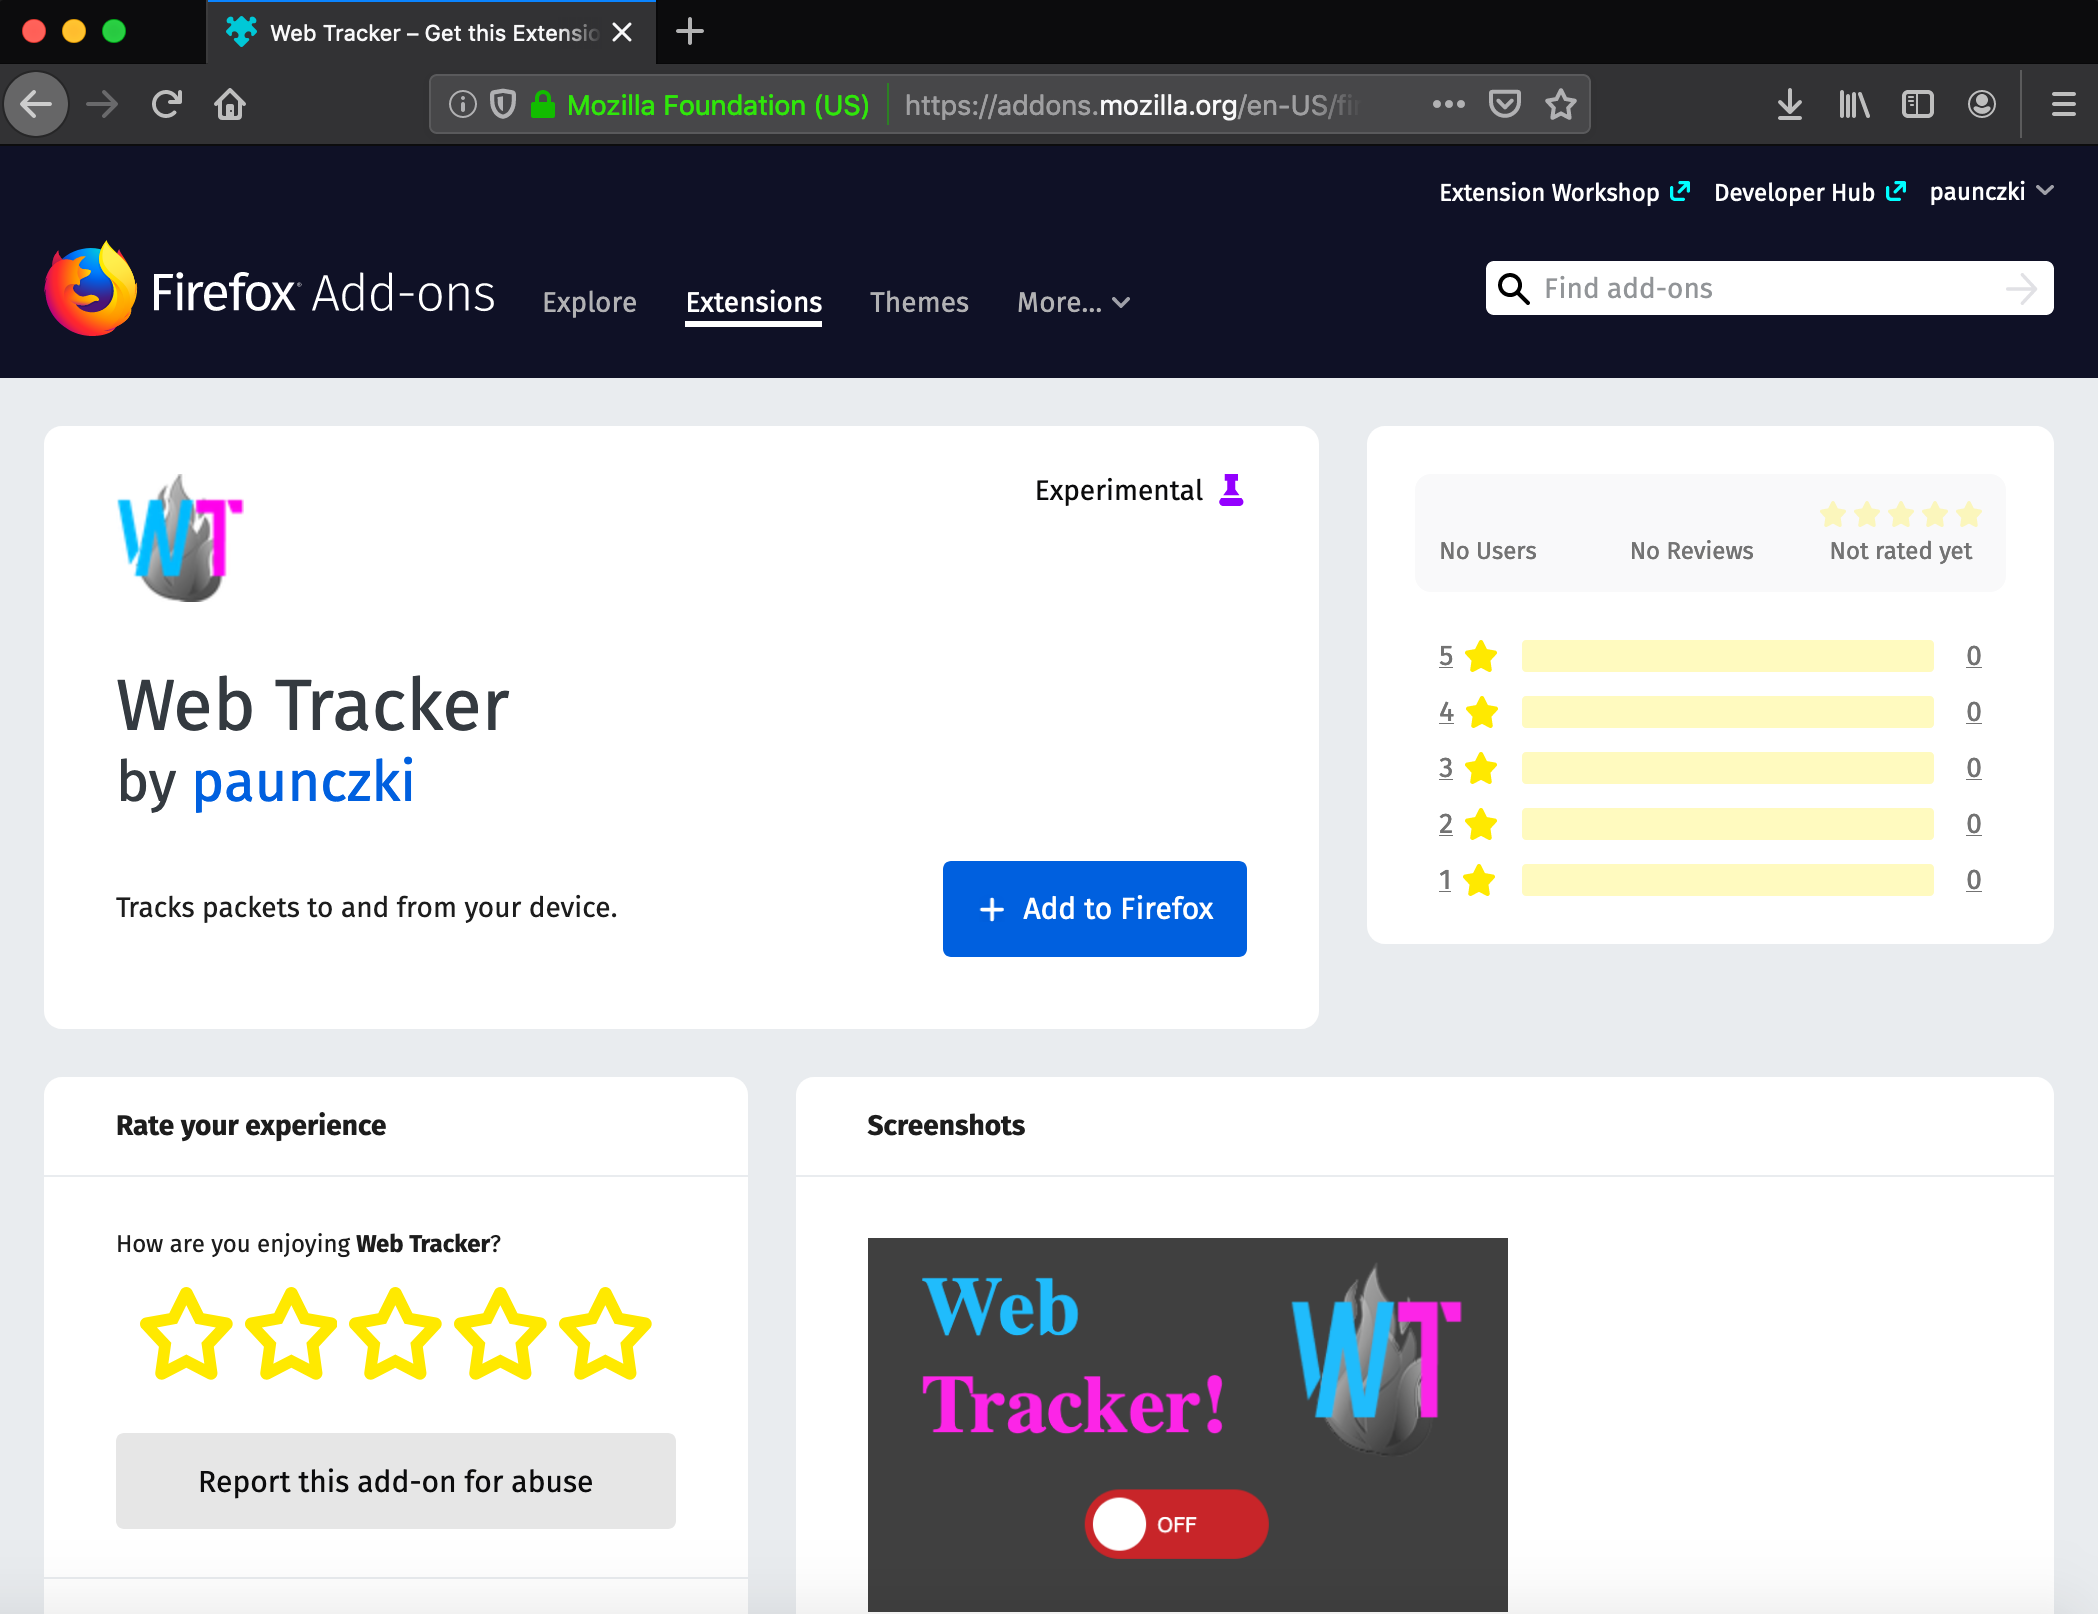 Web Tracker – Get this Extensio
Mozilla Foundation (US) https://addons.mozilla.org/en-US/fi
Extension Workshop Developer Hub paunczki
Firefox Add-ons Explore Extensions Themes More... Find add-ons
WT
Experimental
Web Tracker
by paunczki
Tracks packets to and from your device.
+ Add to Firefox
No Users No Reviews Not rated yet
5 0
4 0
3 0
2 0
1 0
Rate your experience
How are you enjoying Web Tracker?
Report this add-on for abuse
Screenshots
Web
Tracker!
WT
OFF